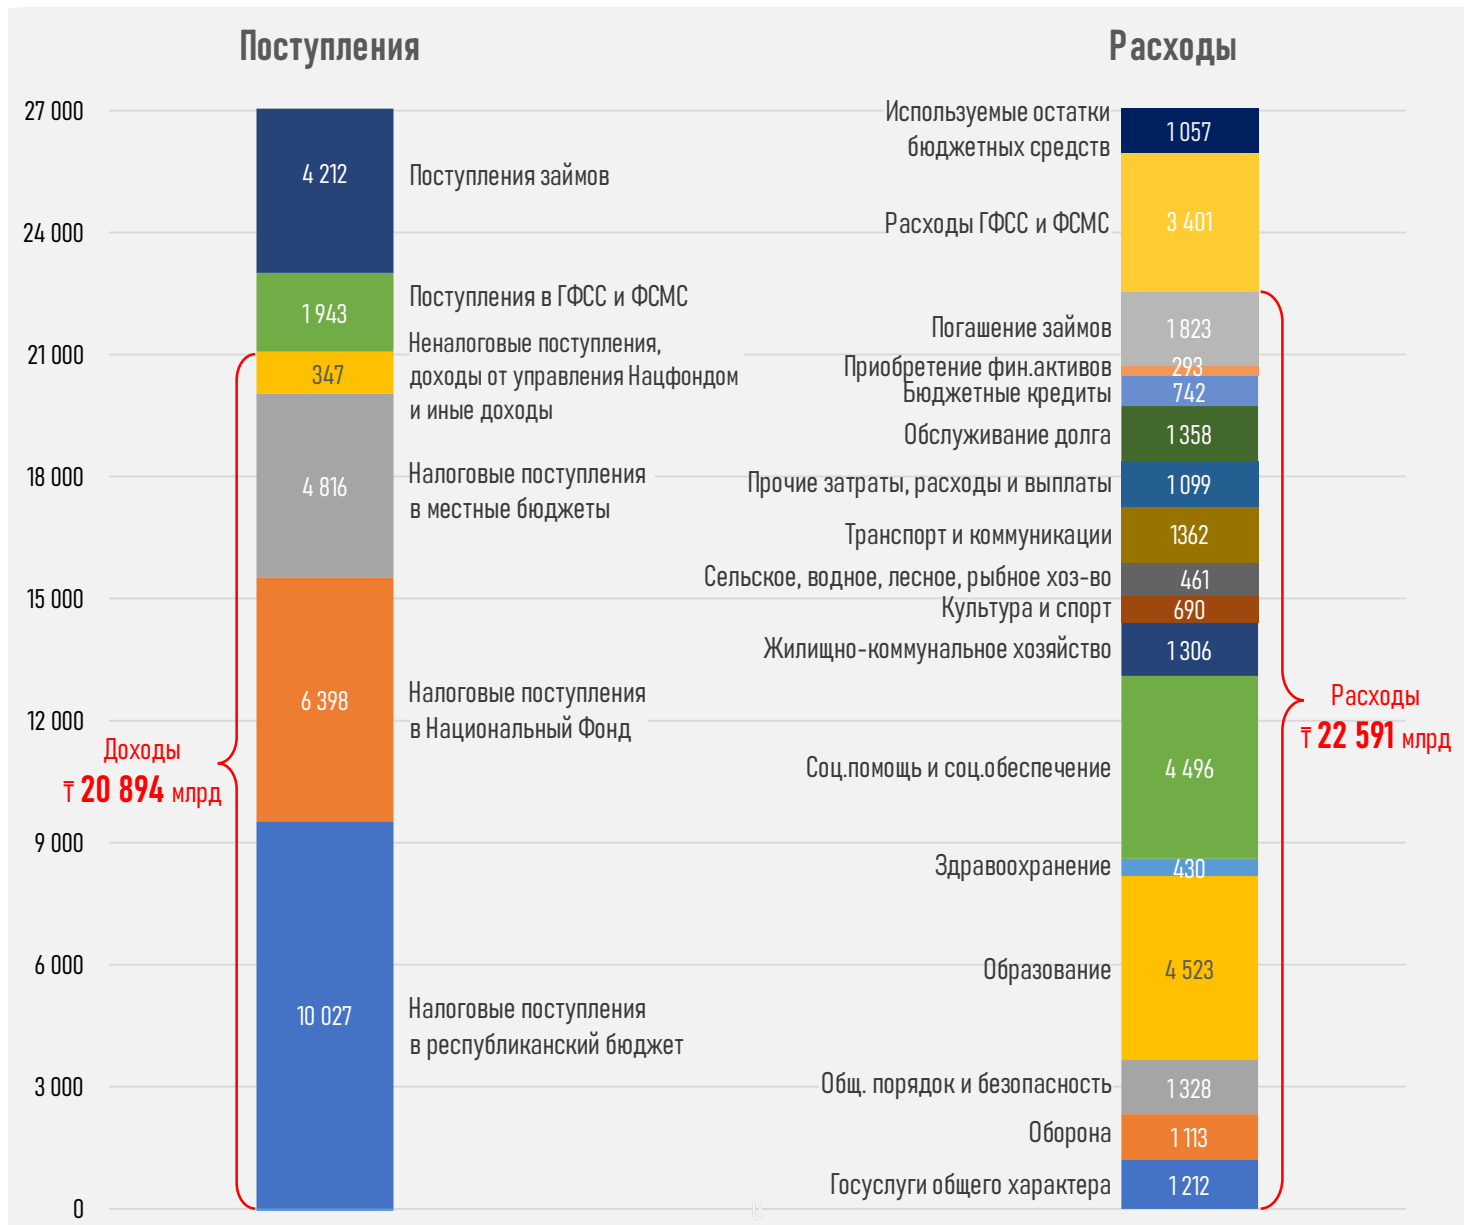 Поступления
Расходы
27 000
24 000
21 000
18 000
15 000
12 000
9 000
6 000
3 000
0
4 212
Поступления займов
1 943
Поступления в ГФСС и ФСМС
347
Неналоговые поступления,
доходы от управления Нацфондом
и иные доходы
4 816
Налоговые поступления
в местные бюджеты
6 398
Налоговые поступления
в Национальный Фонд
10 027
Налоговые поступления
в республиканский бюджет
Доходы
₸ 20 894 млрд
Используемые остатки
бюджетных средств
1 057
Расходы ГФСС и ФСМС
3 401
Погашение займов
1 823
Приобретение фин.активов
293
Бюджетные кредиты
742
Обслуживание долга
1 358
Прочие затраты, расходы и выплаты
1 099
Транспорт и коммуникации
1362
Сельское, водное, лесное, рыбное хоз-во
461
Культура и спорт
690
Жилищно-коммунальное хозяйство
1 306
Соц.помощь и соц.обеспечение
4 496
Здравоохранение
430
Образование
4 523
Общ. порядок и безопасность
1 328
Оборона
1 113
Госуслуги общего характера
1 212
Расходы
₸ 22 591 млрд